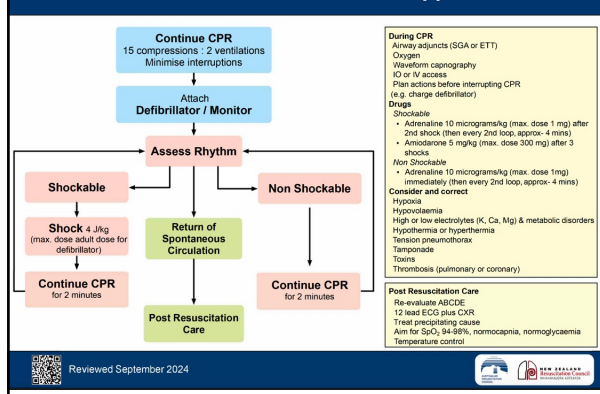 Continue CPR
15 compressions : 2 ventilations
Minimise interruptions
Attach
Defibrillator / Monitor
Assess Rhythm
Shockable
Non Shockable
Shock 4 J/kg
(max. dose adult dose for
defibrillator)
Return of
Spontaneous
Circulation
Continue CPR
for 2 minutes
Continue CPR
for 2 minutes
Post Resuscitation
Care
During CPR
Airway adjuncts (SGA or ETT)
Oxygen
Waveform capnography
IO or IV access
Plan actions before interrupting CPR
(e.g. charge defibrillator)
Drugs
Shockable
• Adrenaline 10 micrograms/kg (max. dose 1 mg) after
2nd shock (then every 2nd loop, approx- 4 mins)
• Amiodarone 5 mg/kg (max. dose 300 mg) after 3
shocks
Non Shockable
• Adrenaline 10 micrograms/kg (max. dose 1mg)
immediately (then every 2nd loop, approx- 4 mins)
Consider and correct
Hypoxia
Hypovolaemia
High or low electrolytes (K, Ca, Mg) & metabolic disorders
Hypothermia or hyperthermia
Tension pneumothorax
Tamponade
Toxins
Thrombosis (pulmonary or coronary)
Post Resuscitation Care
Re-evaluate ABCDE
12 lead ECG plus CXR
Treat precipitating cause
Aim for SpO₂ 94-98%, normocapnia, normoglycaemia
Temperature control
Reviewed September 2024
NEW ZEALAND
Resuscitation Council